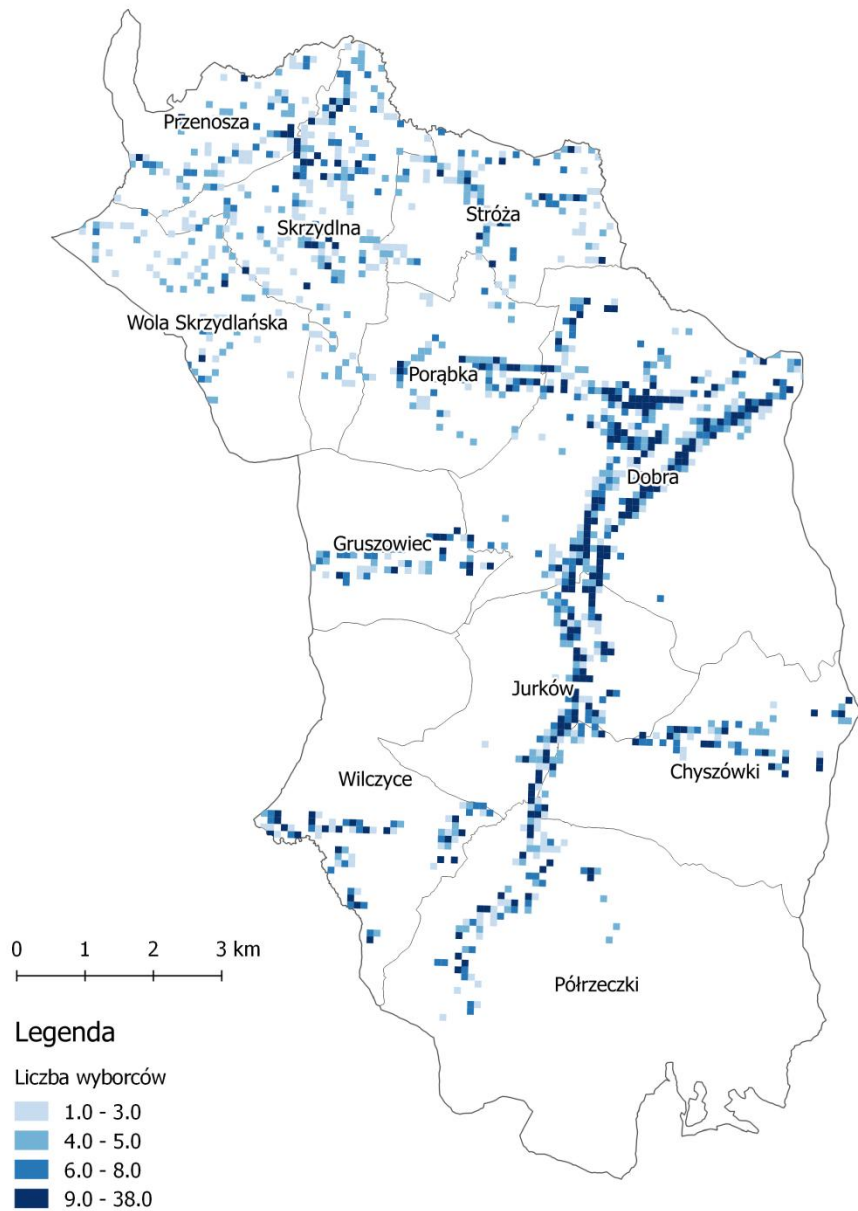 Przenosza
Skrzydlna
Stróża
Wola Skrzydlańska
Porąbka
Dobra
Gruszowiec
Jurków
Wilczyce
Chyszówki
Półrzeczki
0 1 2 3 km
Legenda
Liczba wyborców
1.0 - 3.0
4.0 - 5.0
6.0 - 8.0
9.0 - 38.0